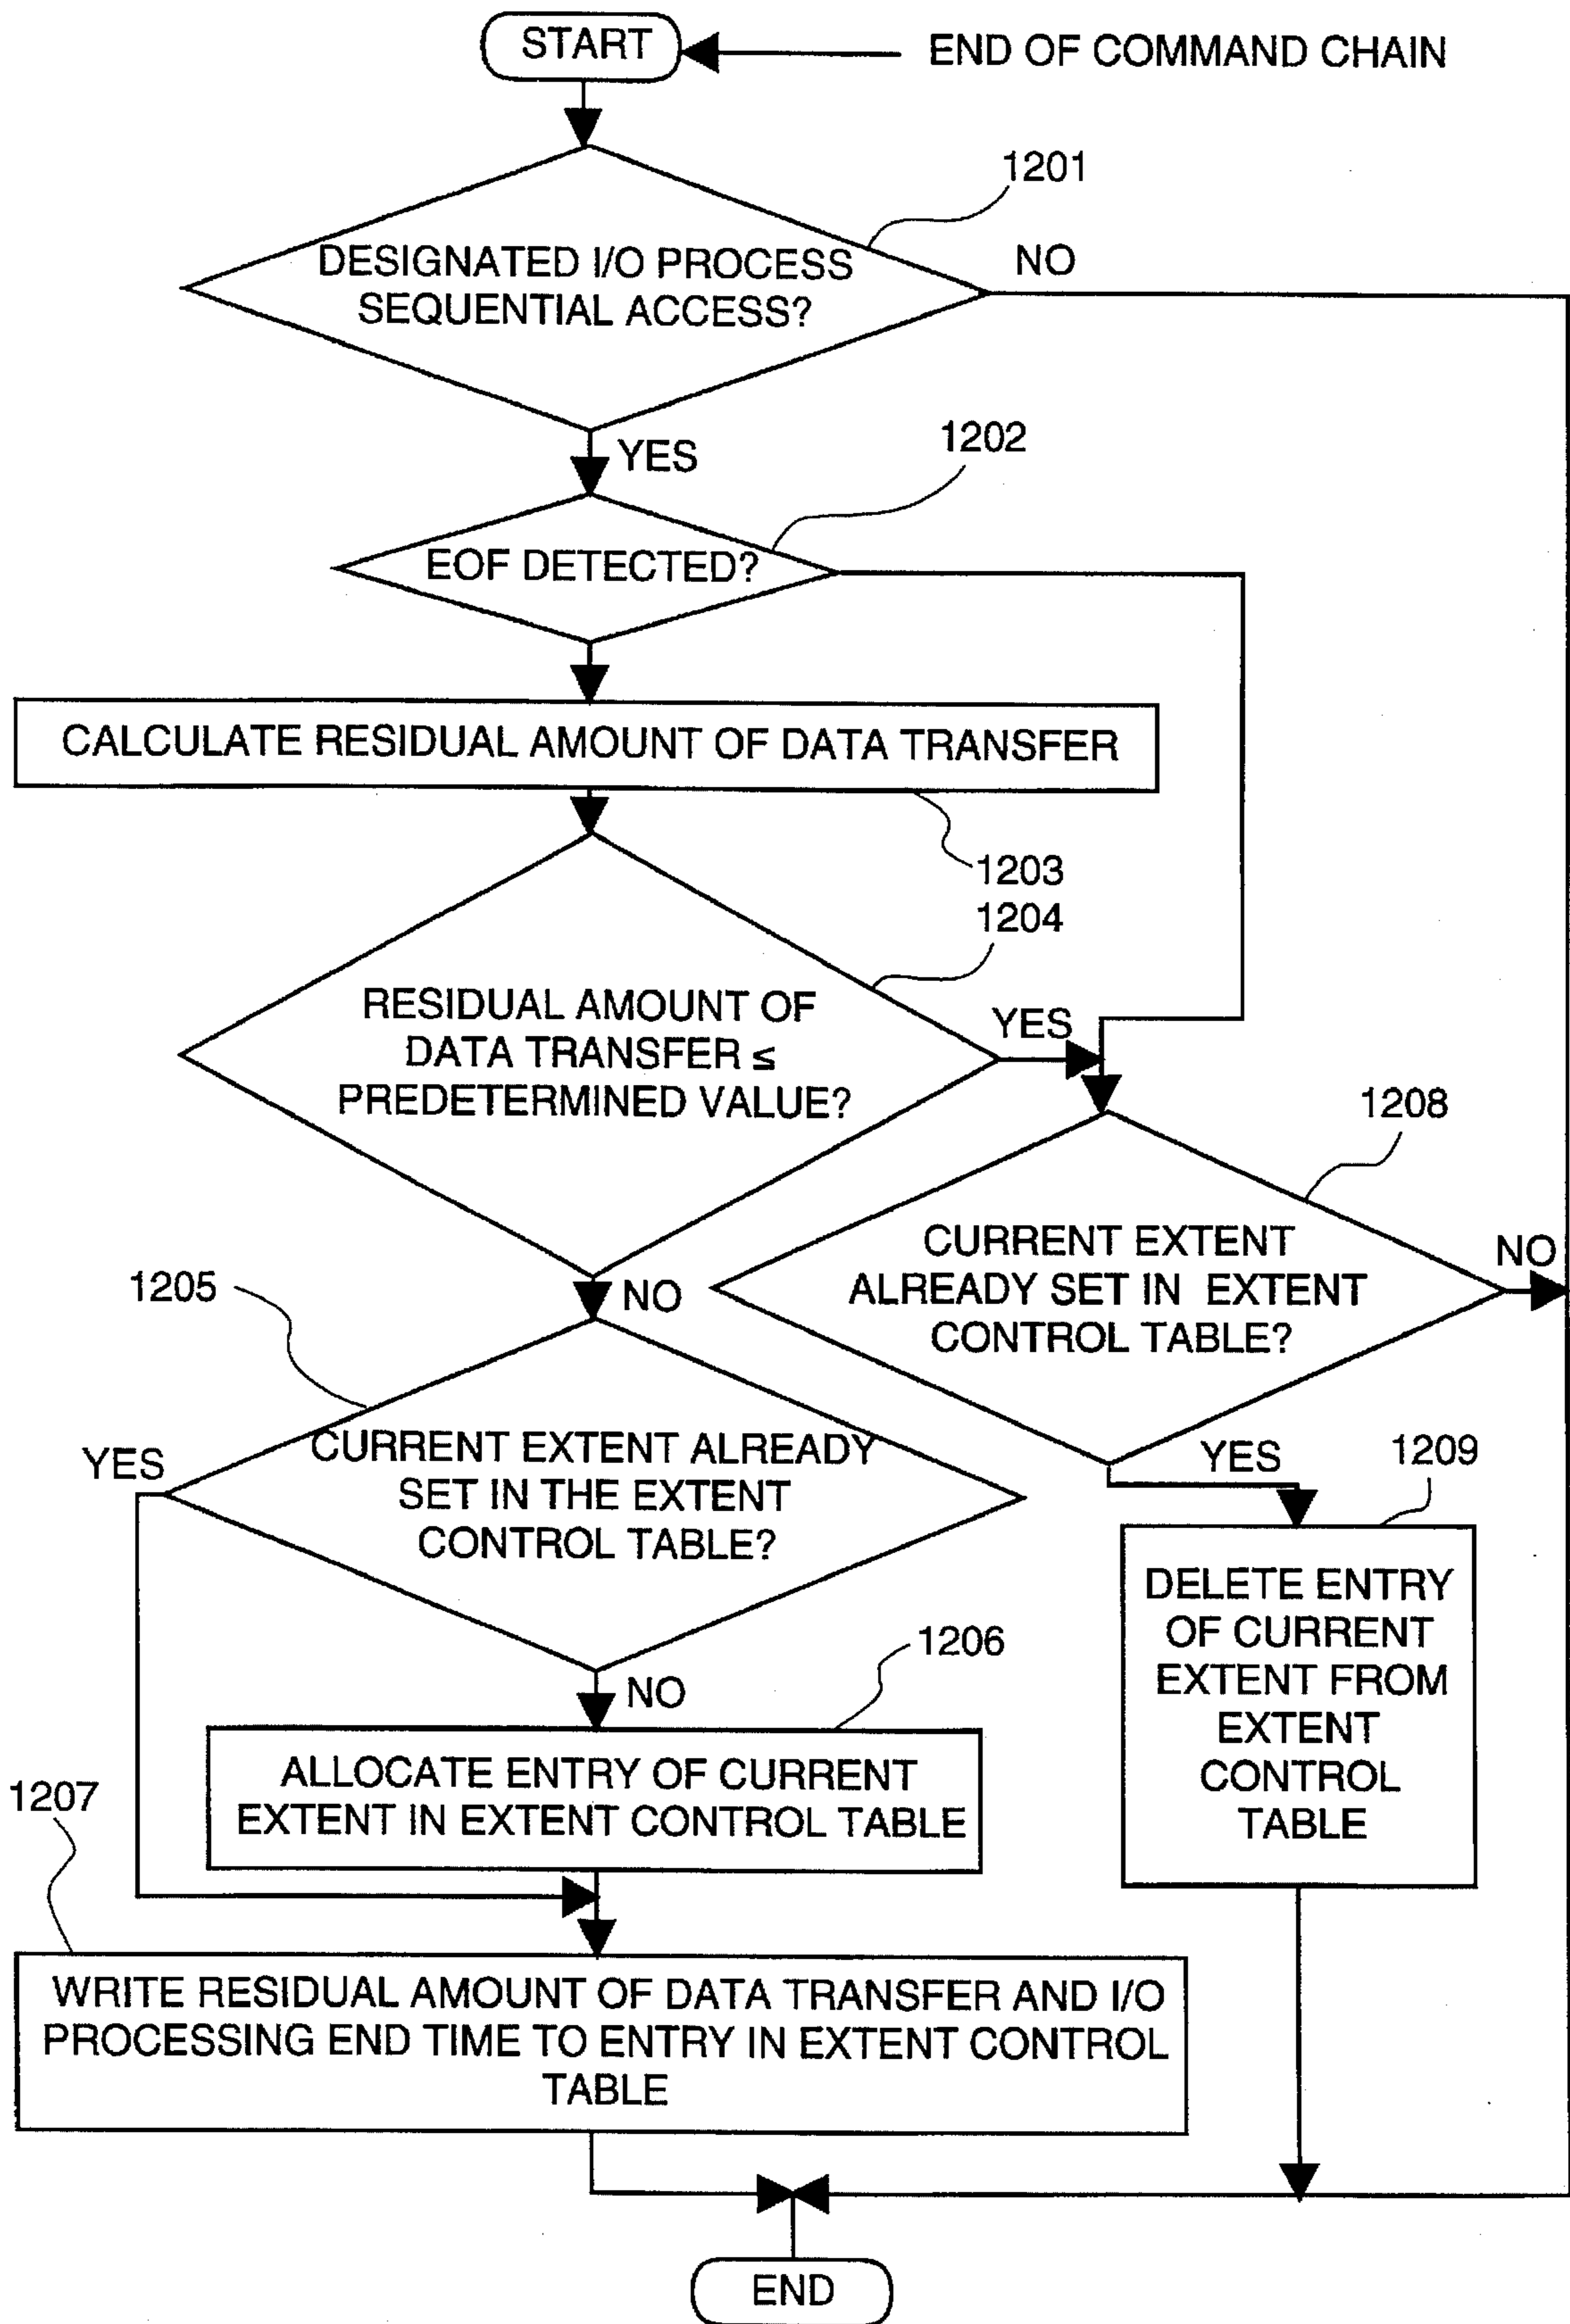 START
END OF COMMAND CHAIN
1201
DESIGNATED I/O PROCESS
SEQUENTIAL ACCESS?
NO
YES
1202
EOF DETECTED?
CALCULATE RESIDUAL AMOUNT OF DATA TRANSFER
1203
1204
RESIDUAL AMOUNT OF
DATA TRANSFER ≤
PREDETERMINED VALUE?
YES
NO
1208
CURRENT EXTENT
ALREADY SET IN EXTENT
CONTROL TABLE?
NO
YES
1205
CURRENT EXTENT ALREADY
SET IN THE EXTENT
CONTROL TABLE?
YES
NO
1209
DELETE ENTRY
OF CURRENT
EXTENT FROM
EXTENT
CONTROL
TABLE
1206
ALLOCATE ENTRY OF CURRENT
EXTENT IN EXTENT CONTROL TABLE
1207
WRITE RESIDUAL AMOUNT OF DATA TRANSFER AND I/O
PROCESSING END TIME TO ENTRY IN EXTENT CONTROL
TABLE
END